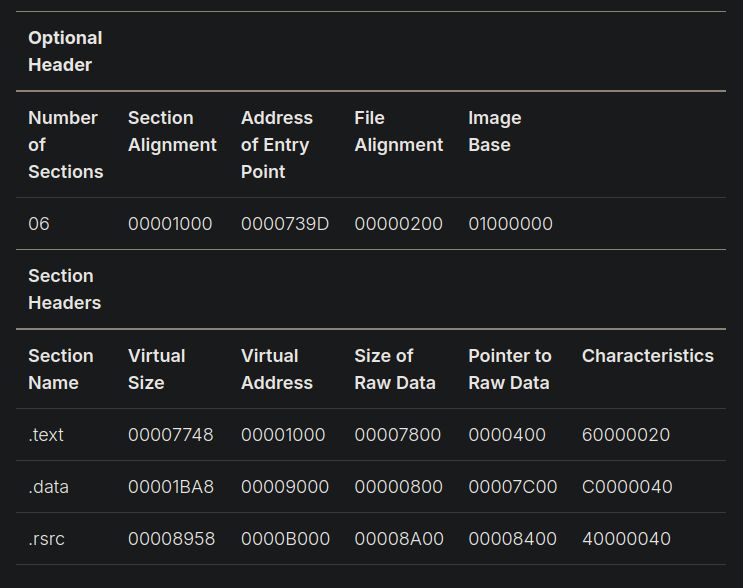 Optional
Header
Number of Sections Section Alignment Address of Entry Point File Alignment Image Base
06 00001000 0000739D 00000200 01000000
Section
Headers
Section Name Virtual Size Virtual Address Size of Raw Data Pointer to Raw Data Characteristics
.text 00007748 00001000 00007800 0000400 60000020
.data 00001BA8 00009000 00000800 00007C00 C0000040
.rsrc 00008958 0000B000 00008A00 00008400 40000040